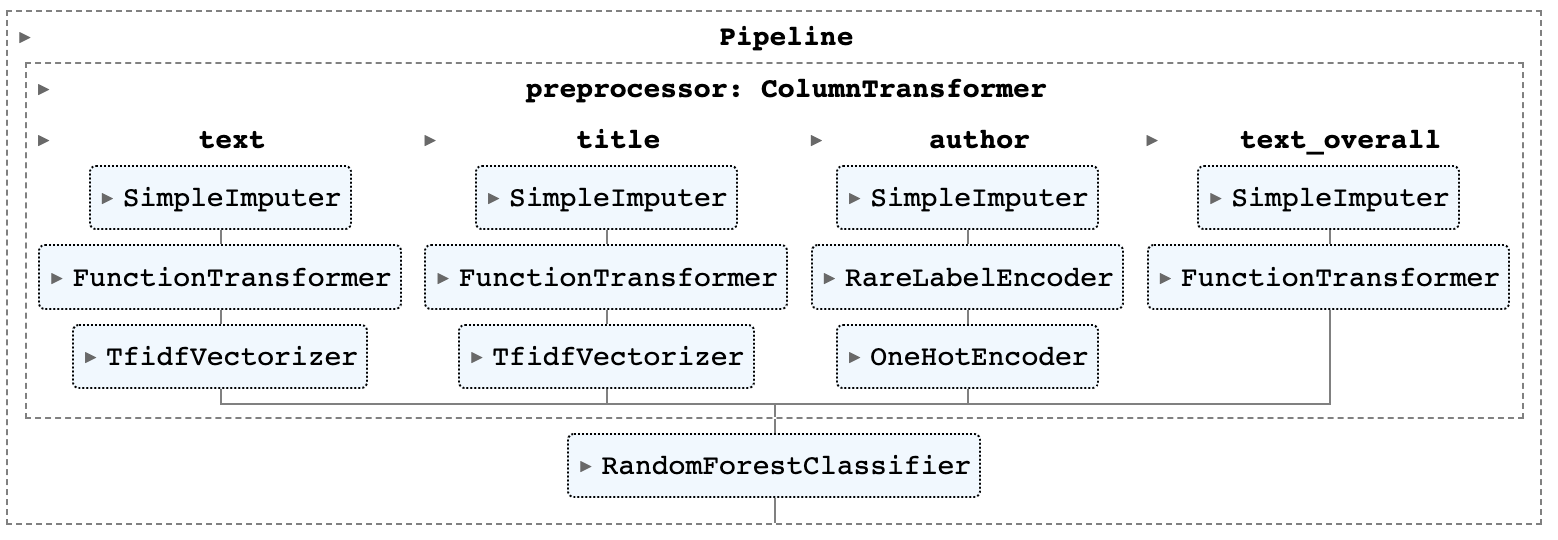 Pipeline
preprocessor: ColumnTransformer
text title author text_overall
SimpleImputer SimpleImputer SimpleImputer SimpleImputer
FunctionTransformer FunctionTransformer RareLabelEncoder FunctionTransformer
TfidfVectorizer TfidfVectorizer OneHotEncoder
RandomForestClassifier